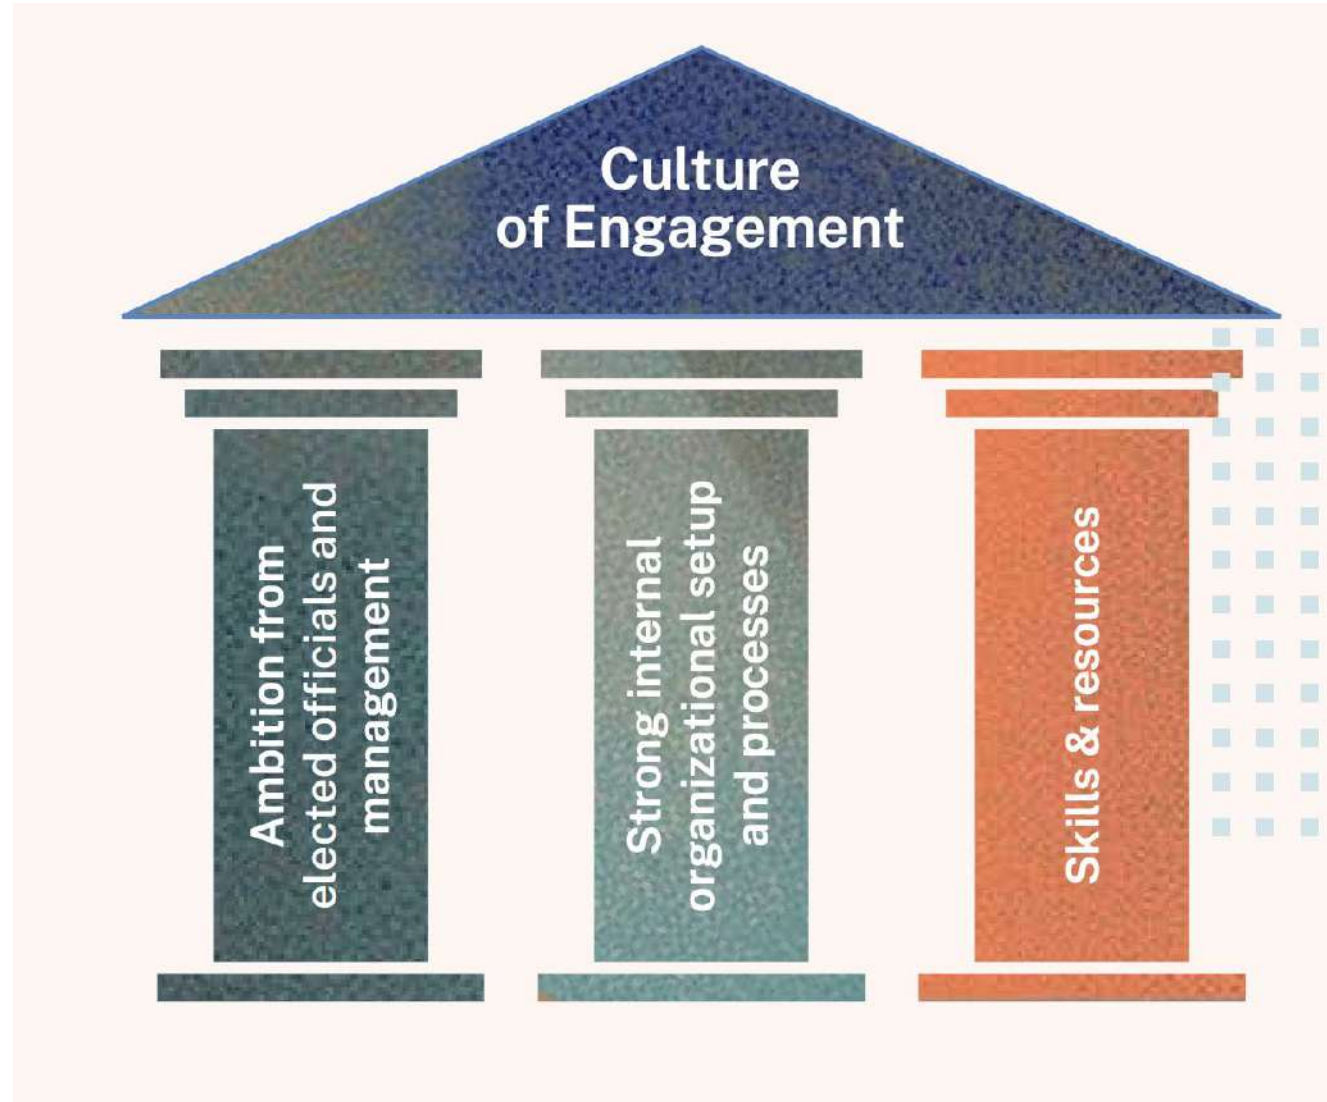 Culture
of Engagement
Ambition from
elected officials and
management
Strong internal
organizational setup
and processes
Skills & resources